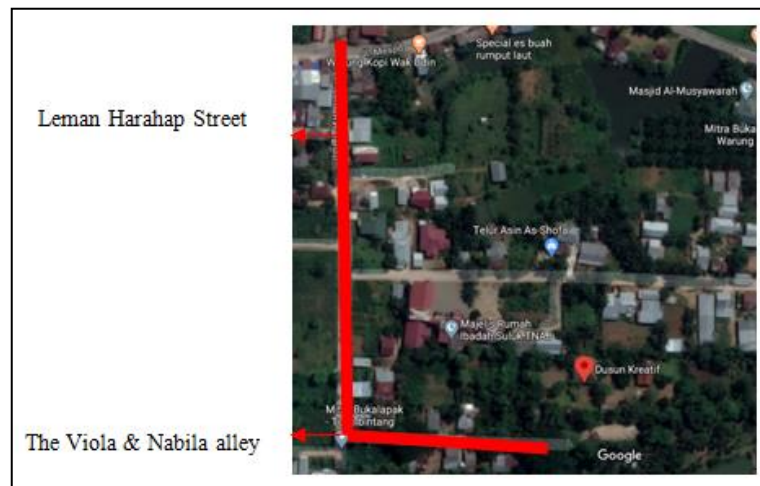 Special es buah
rumput laut
Warung Kopi Wak Udin
Leman Harahap Street
Masjid Al-Musyawarah
Mitra Buka
Warung
Telur Asin As-Shofa
Majelis Rumah
Ibadah Suluk
Dusun Kreatif
Bukalapak
The Viola & Nabila alley
Google